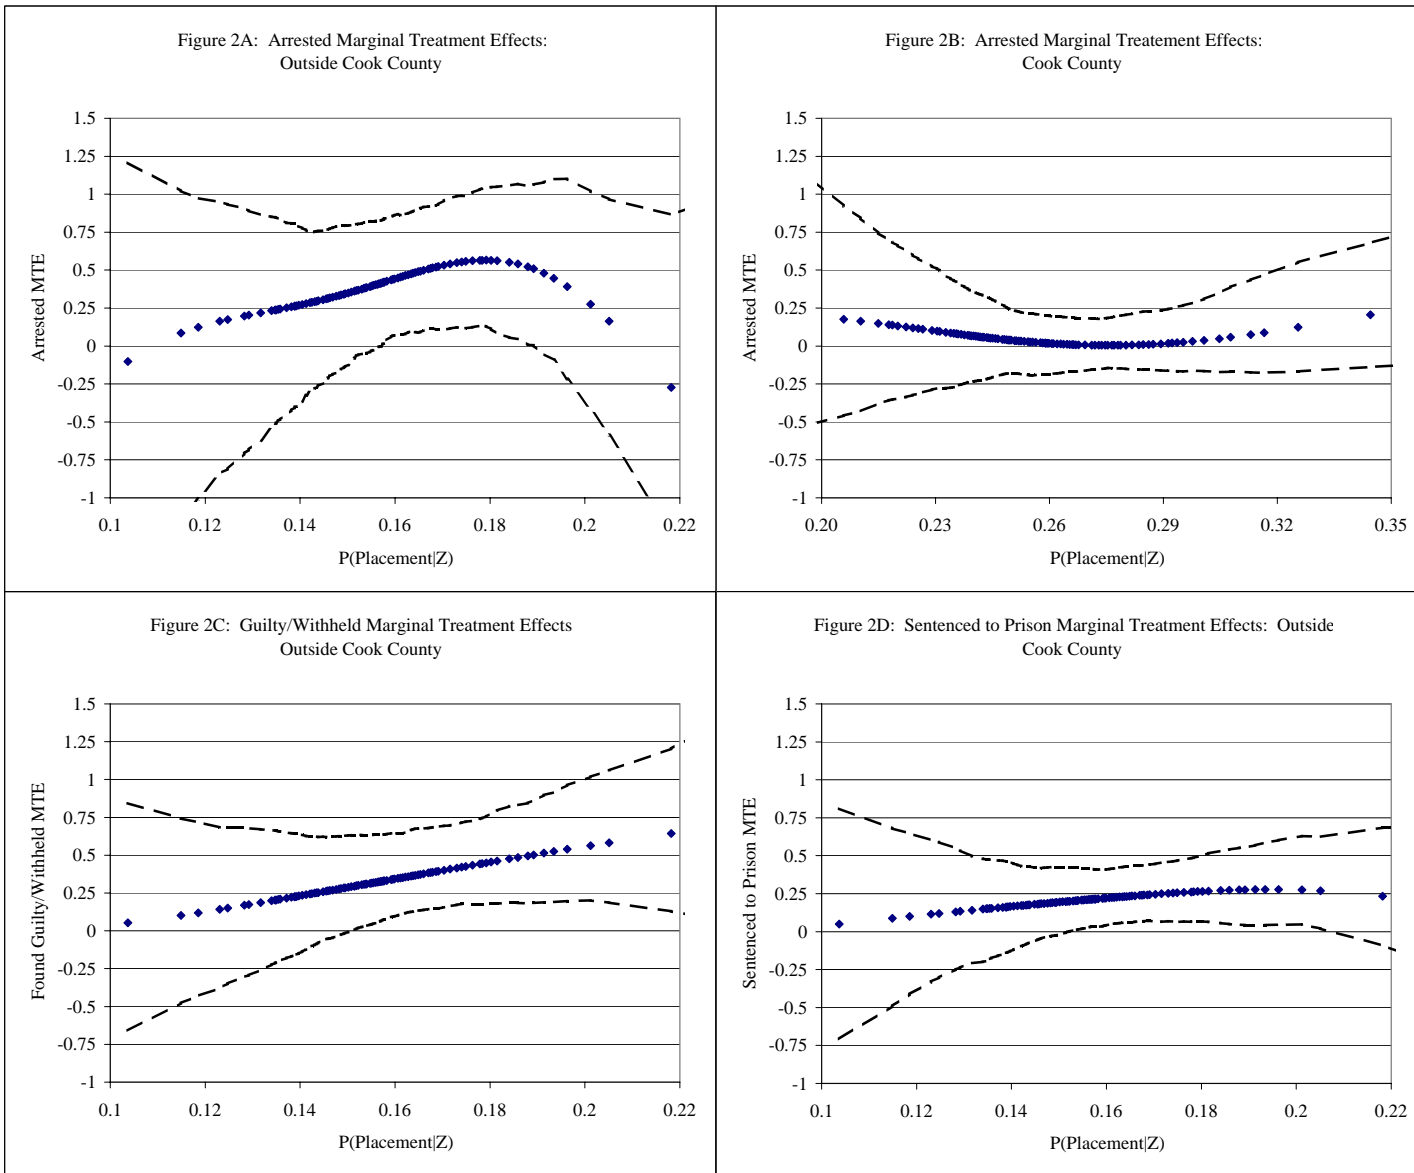 Figure 2A: Arrested Marginal Treatment Effects:
Outside Cook County
1.5
1.25
1
0.75
0.5
0.25
0
-0.25
-0.5
-0.75
-1
Arrested MTE
0.1 0.12 0.14 0.16 0.18 0.2 0.22
P(Placement|Z)
Figure 2B: Arrested Marginal Treatement Effects:
Cook County
1.5
1.25
1
0.75
0.5
0.25
0
-0.25
-0.5
-0.75
-1
Arrested MTE
0.20 0.23 0.26 0.29 0.32 0.35
P(Placement|Z)
Figure 2C: Guilty/Withheld Marginal Treatment Effects
Outside Cook County
1.5
1.25
1
0.75
0.5
0.25
0
-0.25
-0.5
-0.75
-1
Found Guilty/Withheld MTE
0.1 0.12 0.14 0.16 0.18 0.2 0.22
P(Placement|Z)
Figure 2D: Sentenced to Prison Marginal Treatment Effects: Outside
Cook County
1.5
1.25
1
0.75
0.5
0.25
0
-0.25
-0.5
-0.75
-1
Sentenced to Prison MTE
0.1 0.12 0.14 0.16 0.18 0.2 0.22
P(Placement|Z)